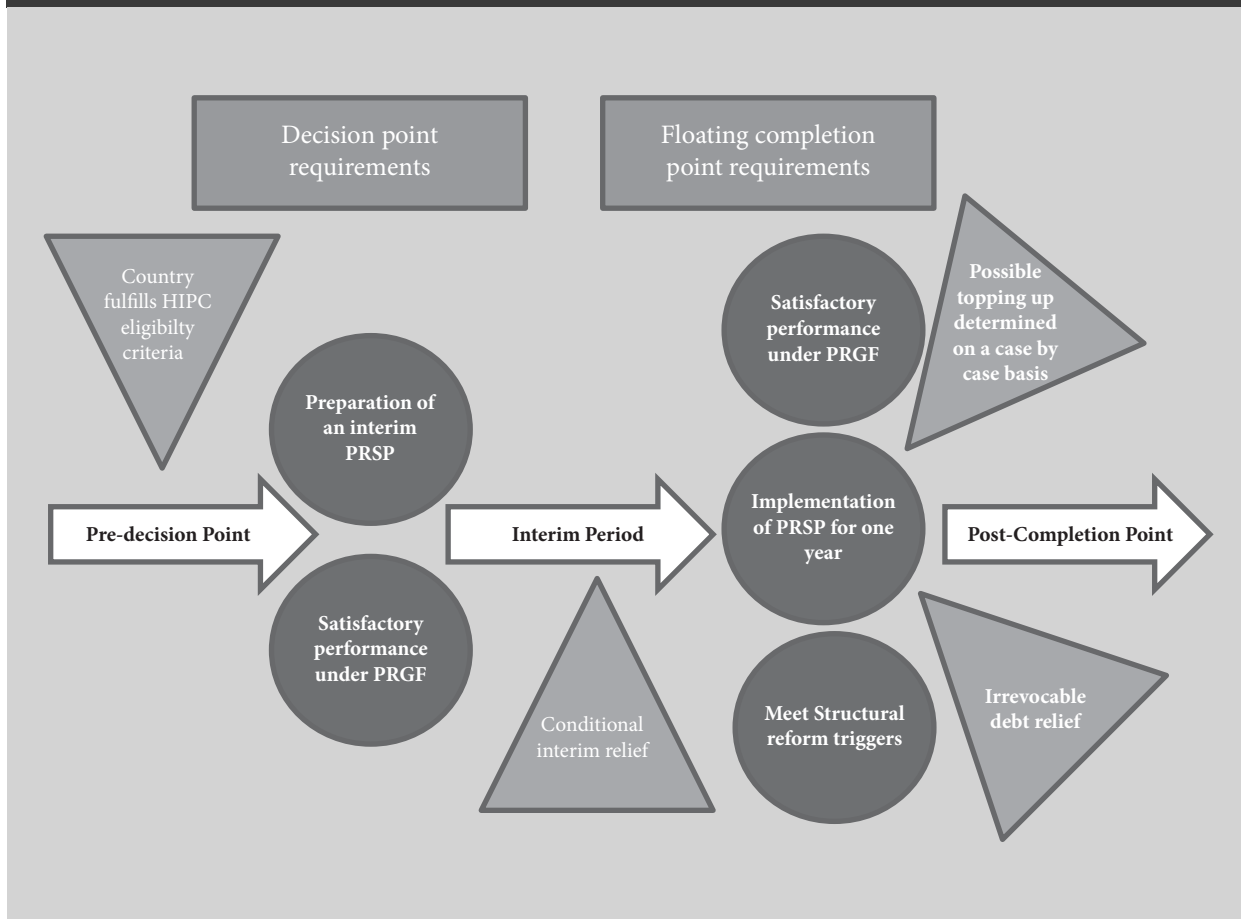 Decision point
requirements
Floating completion
point requirements
Country
fulfills HIPC
eligibilty
criteria
Preparation of
an interim
PRSP
Satisfactory
performance
under PRGF
Possible
topping up
determined
on a case by
case basis
Pre-decision Point
Interim Period
Implementation
of PRSP for one
year
Post-Completion Point
Satisfactory
performance
under PRGF
Conditional
interim relief
Meet Structural
reform triggers
Irrevocable
debt relief